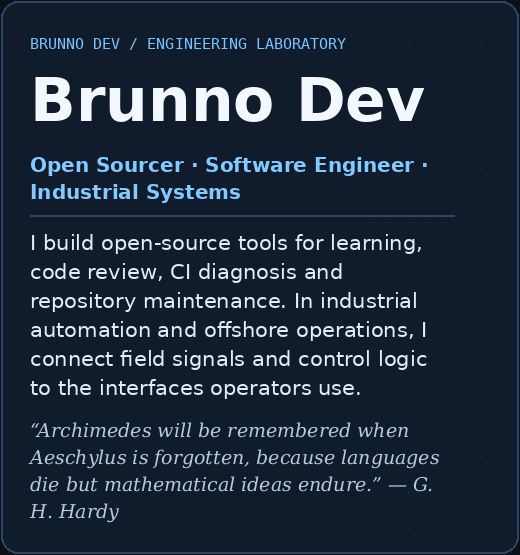 BRUNNO DEV / ENGINEERING LABORATORY
Brunno Dev
Open Sourcer · Software Engineer ·
Industrial Systems
I build open-source tools for learning,
code review, CI diagnosis and
repository maintenance. In industrial
automation and offshore operations, I
connect field signals and control logic
to the interfaces operators use.
“Archimedes will be remembered when
Aeschylus is forgotten, because languages
die but mathematical ideas endure.” — G.
H. Hardy